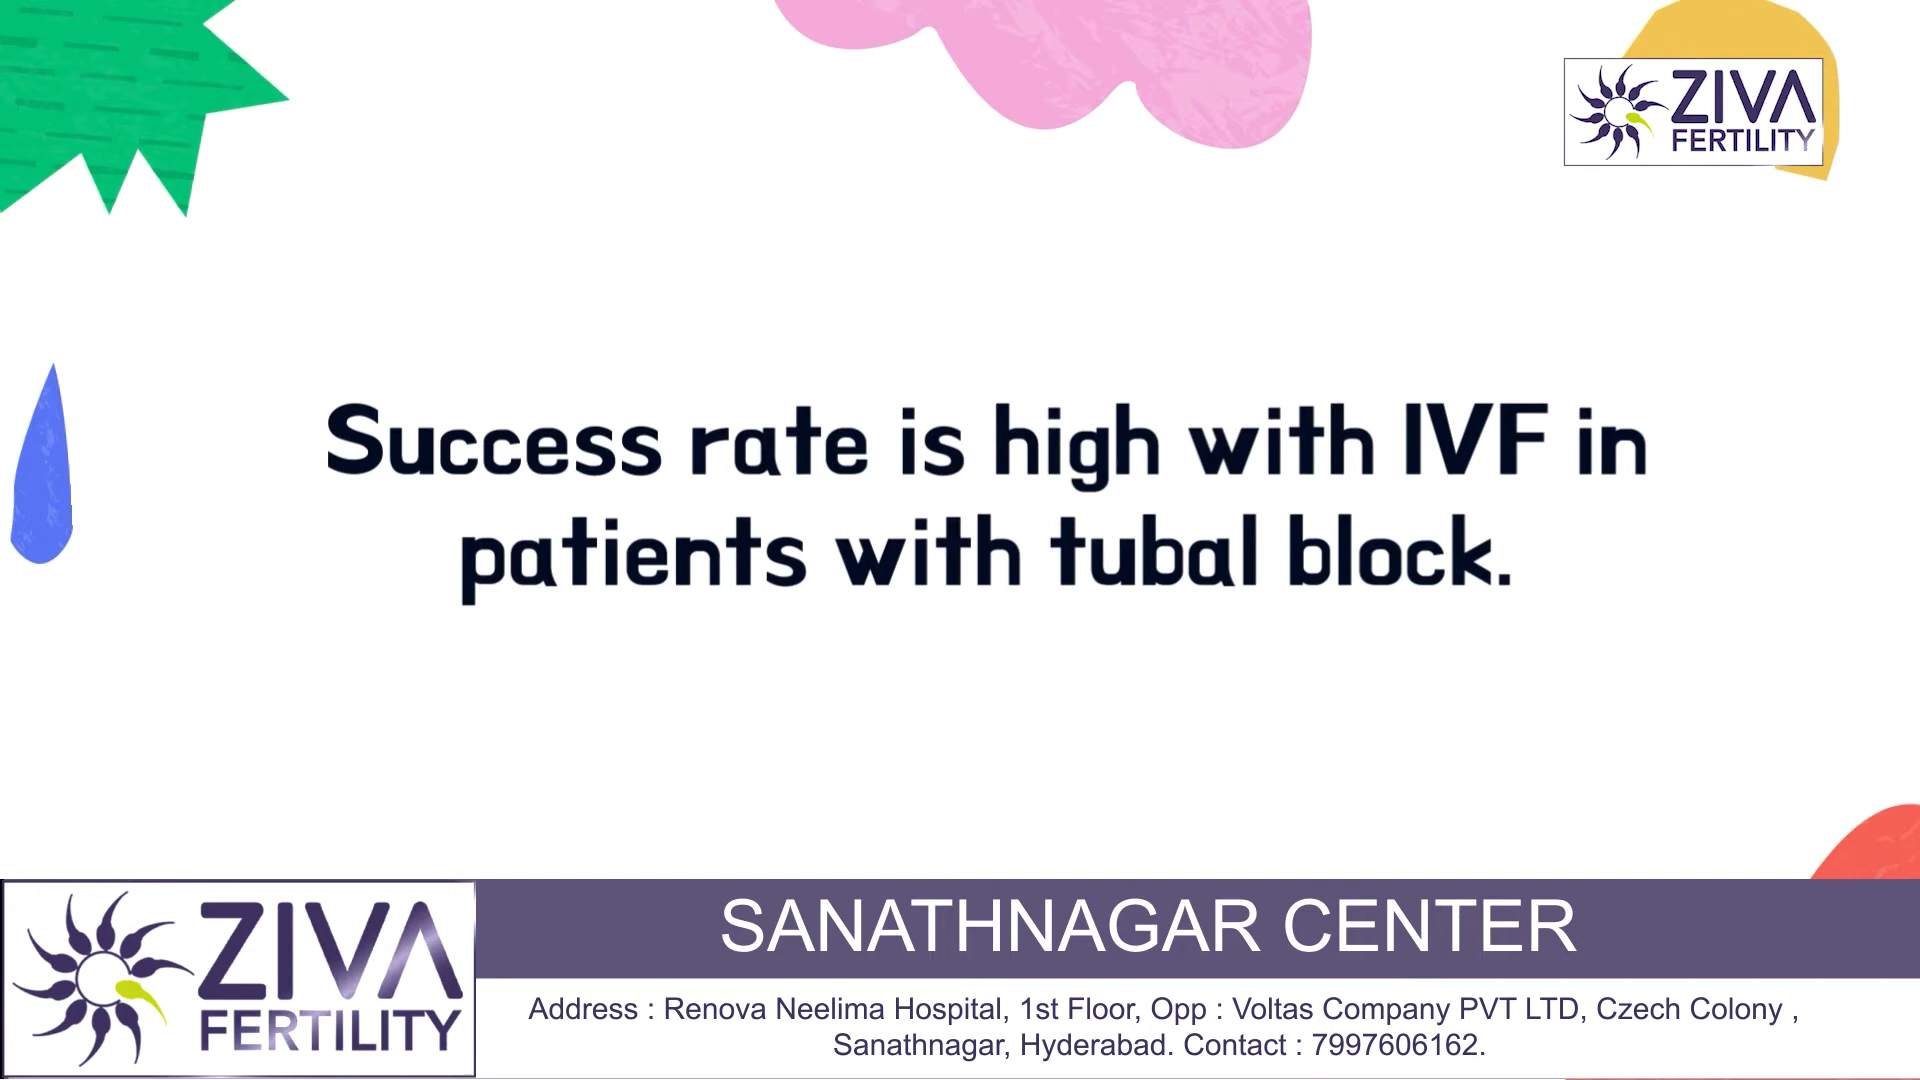 ZIVA
FERTILITY
Success rate is high with IVF in
patients with tubal block.
ZIVA
FERTILITY
SANATHNAGAR CENTER
Address : Renova Neelima Hospital, 1st Floor, Opp : Voltas Company PVT LTD, Czech Colony ,
Sanathnagar, Hyderabad. Contact : 7997606162.